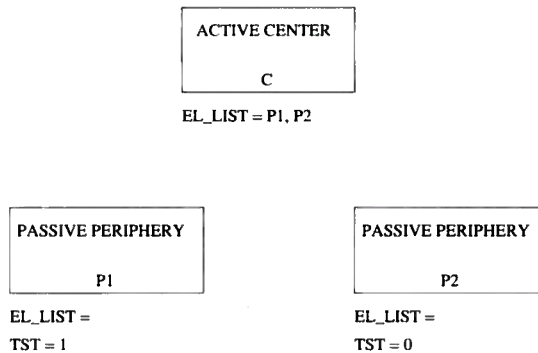 ACTIVE CENTER
C
EL_LIST = P1, P2
PASSIVE PERIPHERY
P1
EL_LIST =
TST = 1
PASSIVE PERIPHERY
P2
EL_LIST =
TST = 0